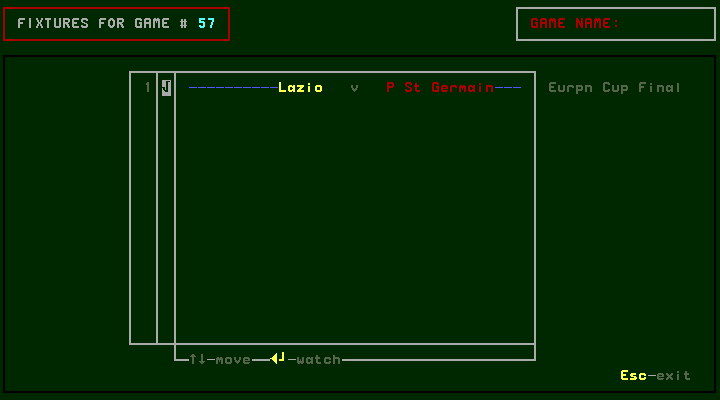 FIXTURES FOR GAME # 57
GAME NAME:
1 √ ----------Lazio v P St Germain--- Eurpn Cup Final
↑↓-move—◄┘-watch
Esc-exit